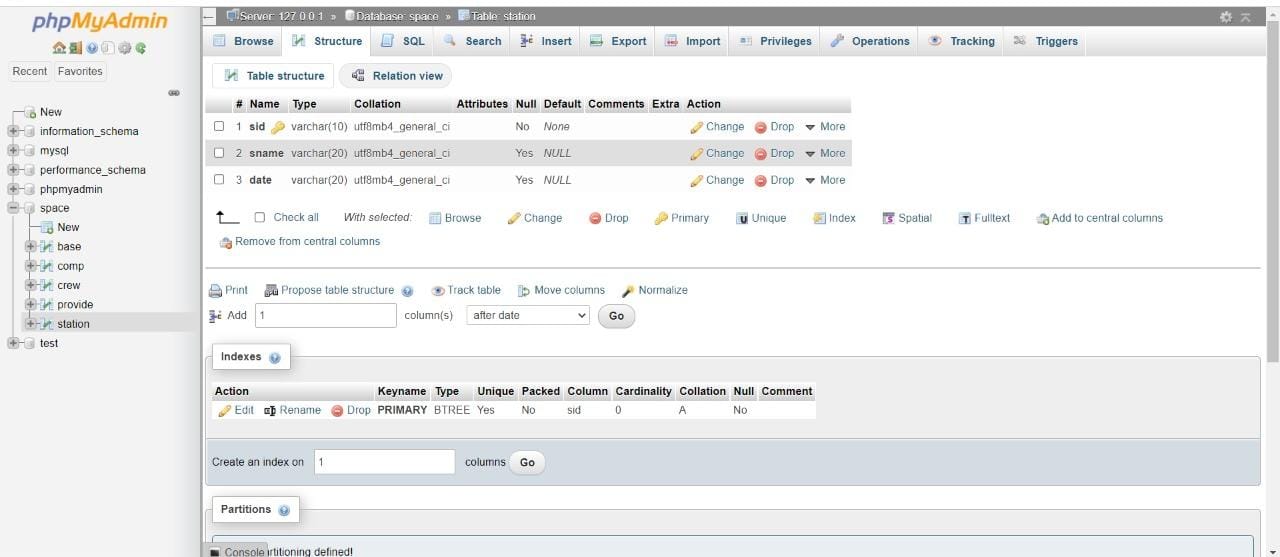 phpMyAdmin
Recent Favorites
New
information_schema
mysql
performance_schema
phpmyadmin
space
New
base
comp
crew
provide
station
test
Server: 127.0.0.1 » Database: space » Table: station
Browse Structure SQL Search Insert Export Import Privileges Operations Tracking Triggers
Table structure Relation view
# Name Type Collation Attributes Null Default Comments Extra Action
1 sid varchar(10) utf8mb4_general_ci No None Change Drop More
2 sname varchar(20) utf8mb4_general_ci Yes NULL Change Drop More
3 date varchar(20) utf8mb4_general_ci Yes NULL Change Drop More
Check all With selected: Browse Change Drop Primary Unique Index Spatial Fulltext Add to central columns
Remove from central columns
Print Propose table structure Track table Move columns Normalize
Add 1 column(s) after date Go
Indexes
Action Keyname Type Unique Packed Column Cardinality Collation Null Comment
Edit Rename Drop PRIMARY BTREE Yes No sid 0 A No
Create an index on 1 columns Go
Partitions
Console rtitioning defined!